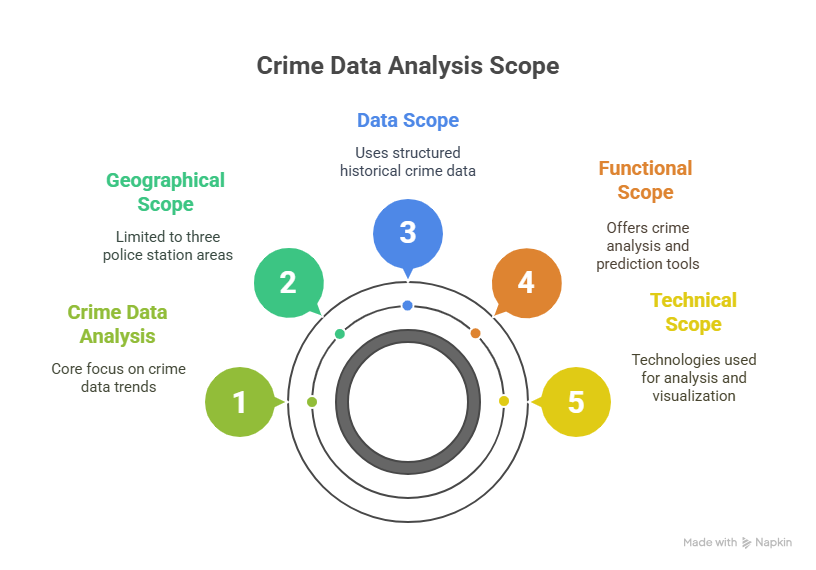 Crime Data Analysis Scope
Crime Data
Analysis
Core focus on crime
data trends
1
Geographical
Scope
Limited to three
police station areas
2
Data Scope
Uses structured
historical crime data
3
Functional
Scope
Offers crime
analysis and
prediction tools
4
Technical
Scope
Technologies used
for analysis and
visualization
5
Made with Napkin